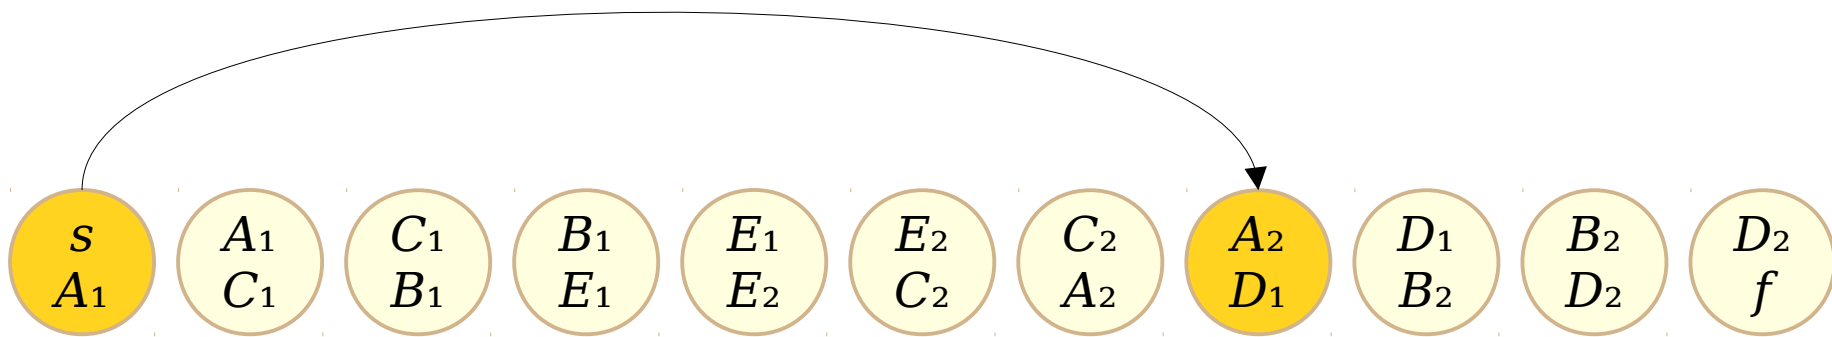 s A1 C1 B1 E1 E2 C2 A2 D1 B2 D2
A1 C1 B1 E1 E2 C2 A2 D1 B2 D2 f